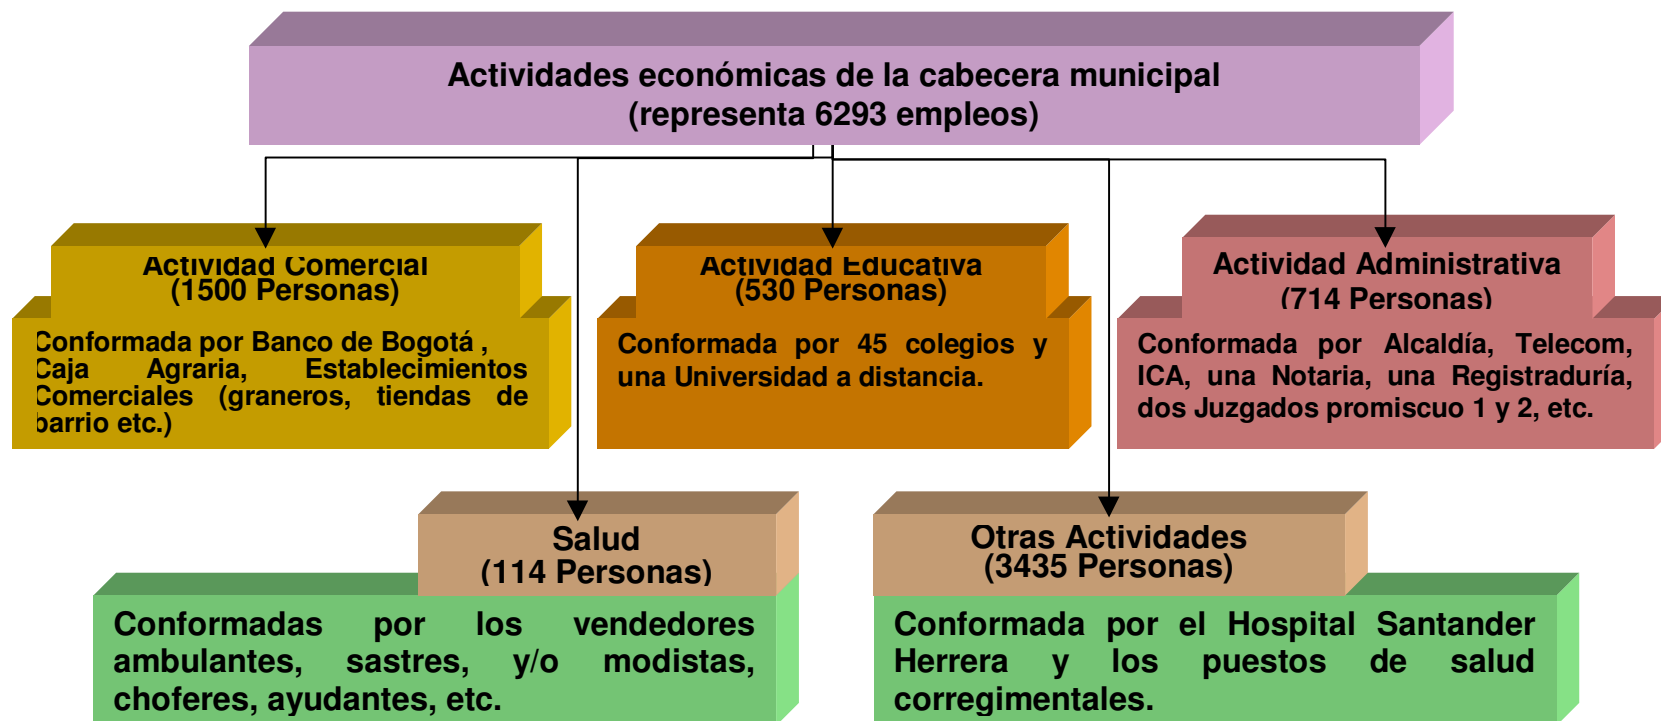 Actividades económicas de la cabecera municipal
(representa 6293 empleos)
Actividad Comercial
(1500 Personas)
Conformada por Banco de Bogotá ,
Caja Agraria, Establecimientos
Comerciales (graneros, tiendas de
barrio etc.)
Actividad Educativa
(530 Personas)
Conformada por 45 colegios y
una Universidad a distancia.
Actividad Administrativa
(714 Personas)
Conformada por Alcaldía, Telecom,
ICA, una Notaria, una Registraduría,
dos Juzgados promiscuo 1 y 2, etc.
Salud
(114 Personas)
Conformadas por los vendedores
ambulantes, sastres, y/o modistas,
choferes, ayudantes, etc.
Otras Actividades
(3435 Personas)
Conformada por el Hospital Santander
Herrera y los puestos de salud
corregimentales.